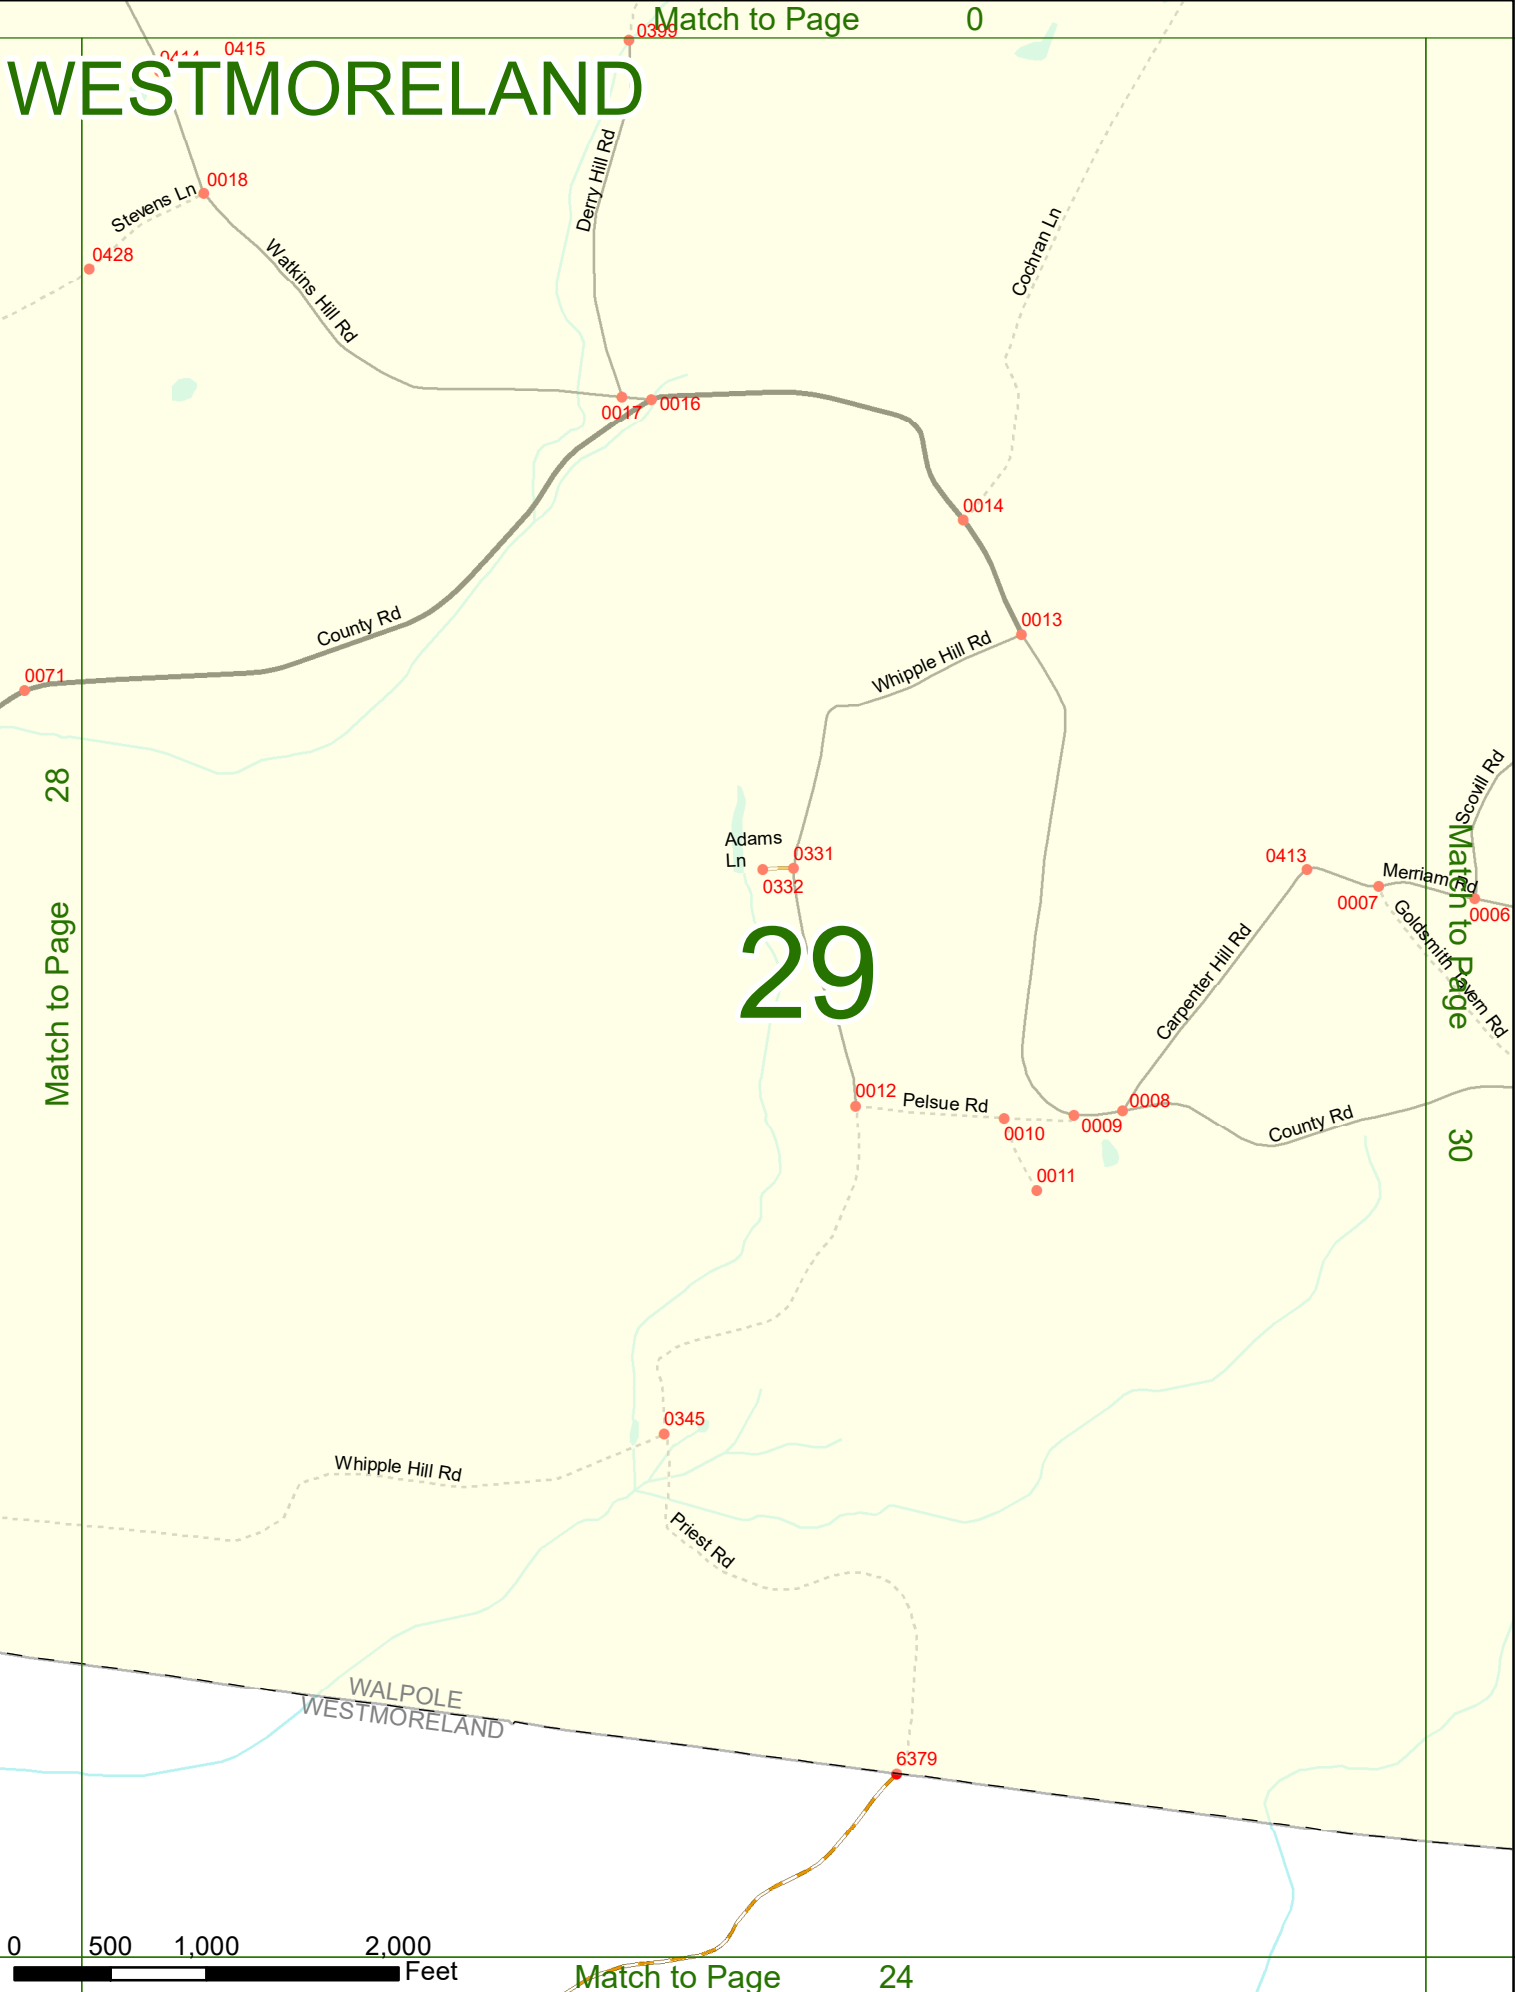 Match to Page 0
0399
0414
0415
WESTMORELAND
Derry Hill Rd
0018
Stevens Ln
0428
Watkins Hill Rd
Cochran Ln
0017
0016
0014
County Rd
0013
Whipple Hill Rd
0071
28
Match to Page
Scovill Rd
Adams
Ln
0331
0332
0413
Merriam Rd
0007
0006
Match to Page
30
Goldsmith Tavern Rd
29
Carpenter Hill Rd
0012
Pelsue Rd
0010
0009
0008
County Rd
0011
0345
Whipple Hill Rd
Priest Rd
WALPOLE
WESTMORELAND
6379
0 500 1,000 2,000
Feet
Match to Page 24